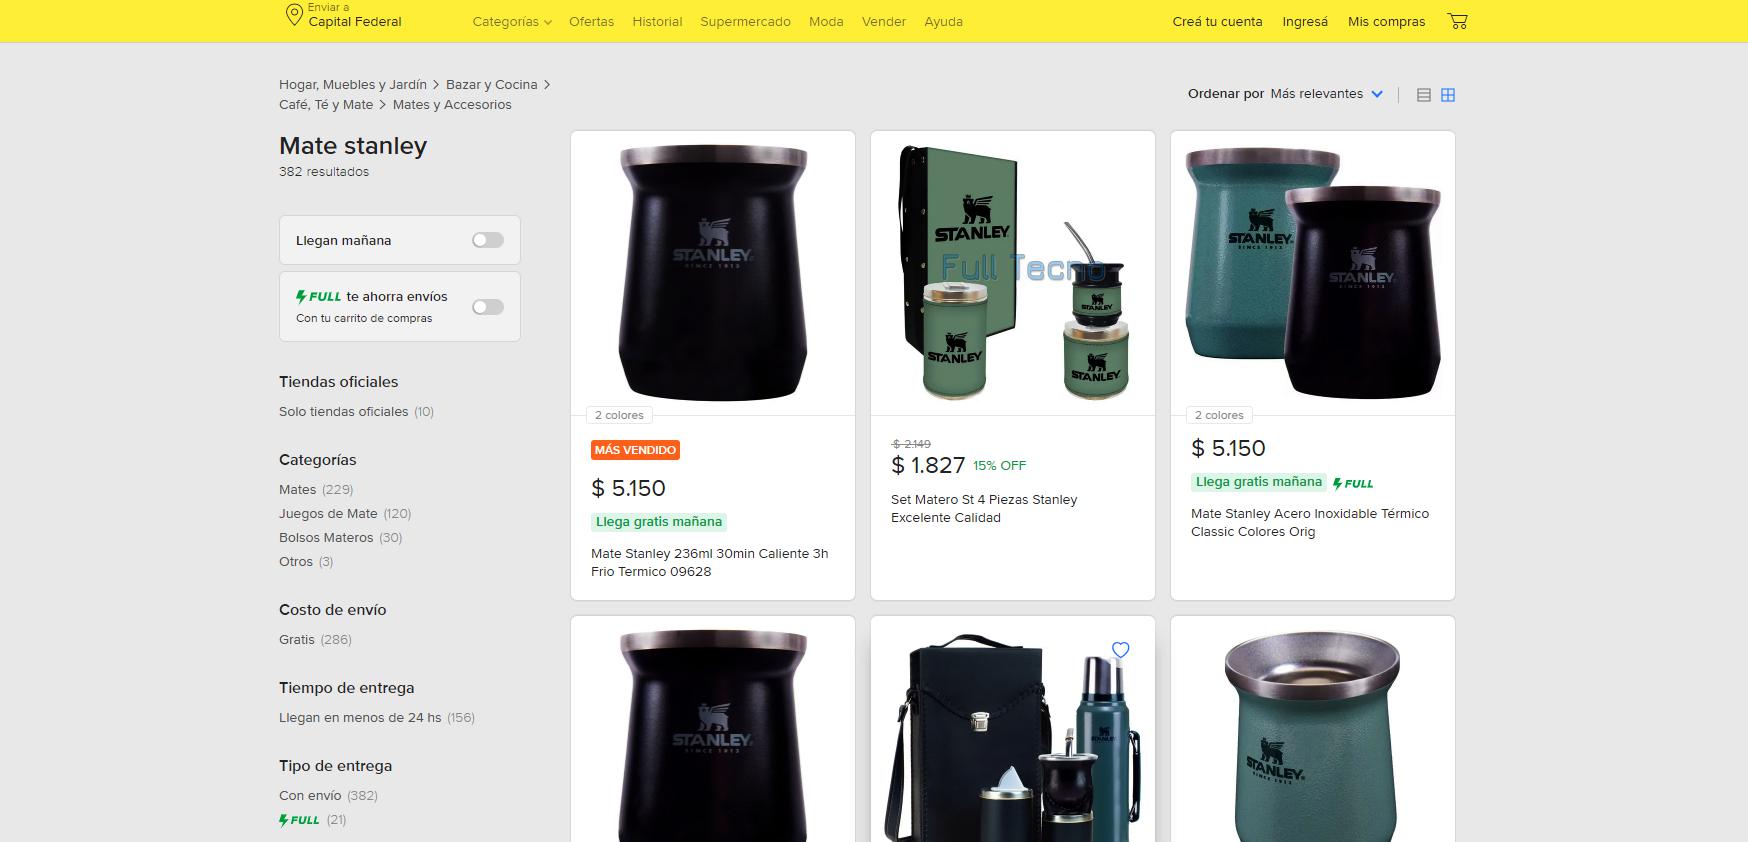 Enviar a
Capital Federal
Categorías
Ofertas
Historial
Supermercado
Moda
Vender
Ayuda
Creá tu cuenta
Ingresá
Mis compras
Hogar, Muebles y Jardín > Bazar y Cocina >
Café, Té y Mate > Mates y Accesorios
Ordenar por Más relevantes
Mate stanley
382 resultados
Llegan mañana
FULL te ahorra envíos
Con tu carrito de compras
Tiendas oficiales
Solo tiendas oficiales (10)
Categorías
Mates (229)
Juegos de Mate (120)
Bolsos Materos (30)
Otros (3)
Costo de envío
Gratis (286)
Tiempo de entrega
Llegan en menos de 24 hs (156)
Tipo de entrega
Con envío (382)
FULL (21)
STANLEY
SINCE 1913
2 colores
MÁS VENDIDO
$ 5.150
Llega gratis mañana
Mate Stanley 236ml 30min Caliente 3h
Frio Termico 09628
STANLEY
Full Tecno
STANLEY
STANLEY
STANLEY
$ 2.149
$ 1.827 15% OFF
Set Matero St 4 Piezas Stanley
Excelente Calidad
STANLEY
SINCE 1913
STANLEY
SINCE 1913
2 colores
$ 5.150
Llega gratis mañana FULL
Mate Stanley Acero Inoxidable Térmico
Classic Colores Orig
STANLEY
SINCE 1913
STANLEY
STANLEY
SINCE 1913